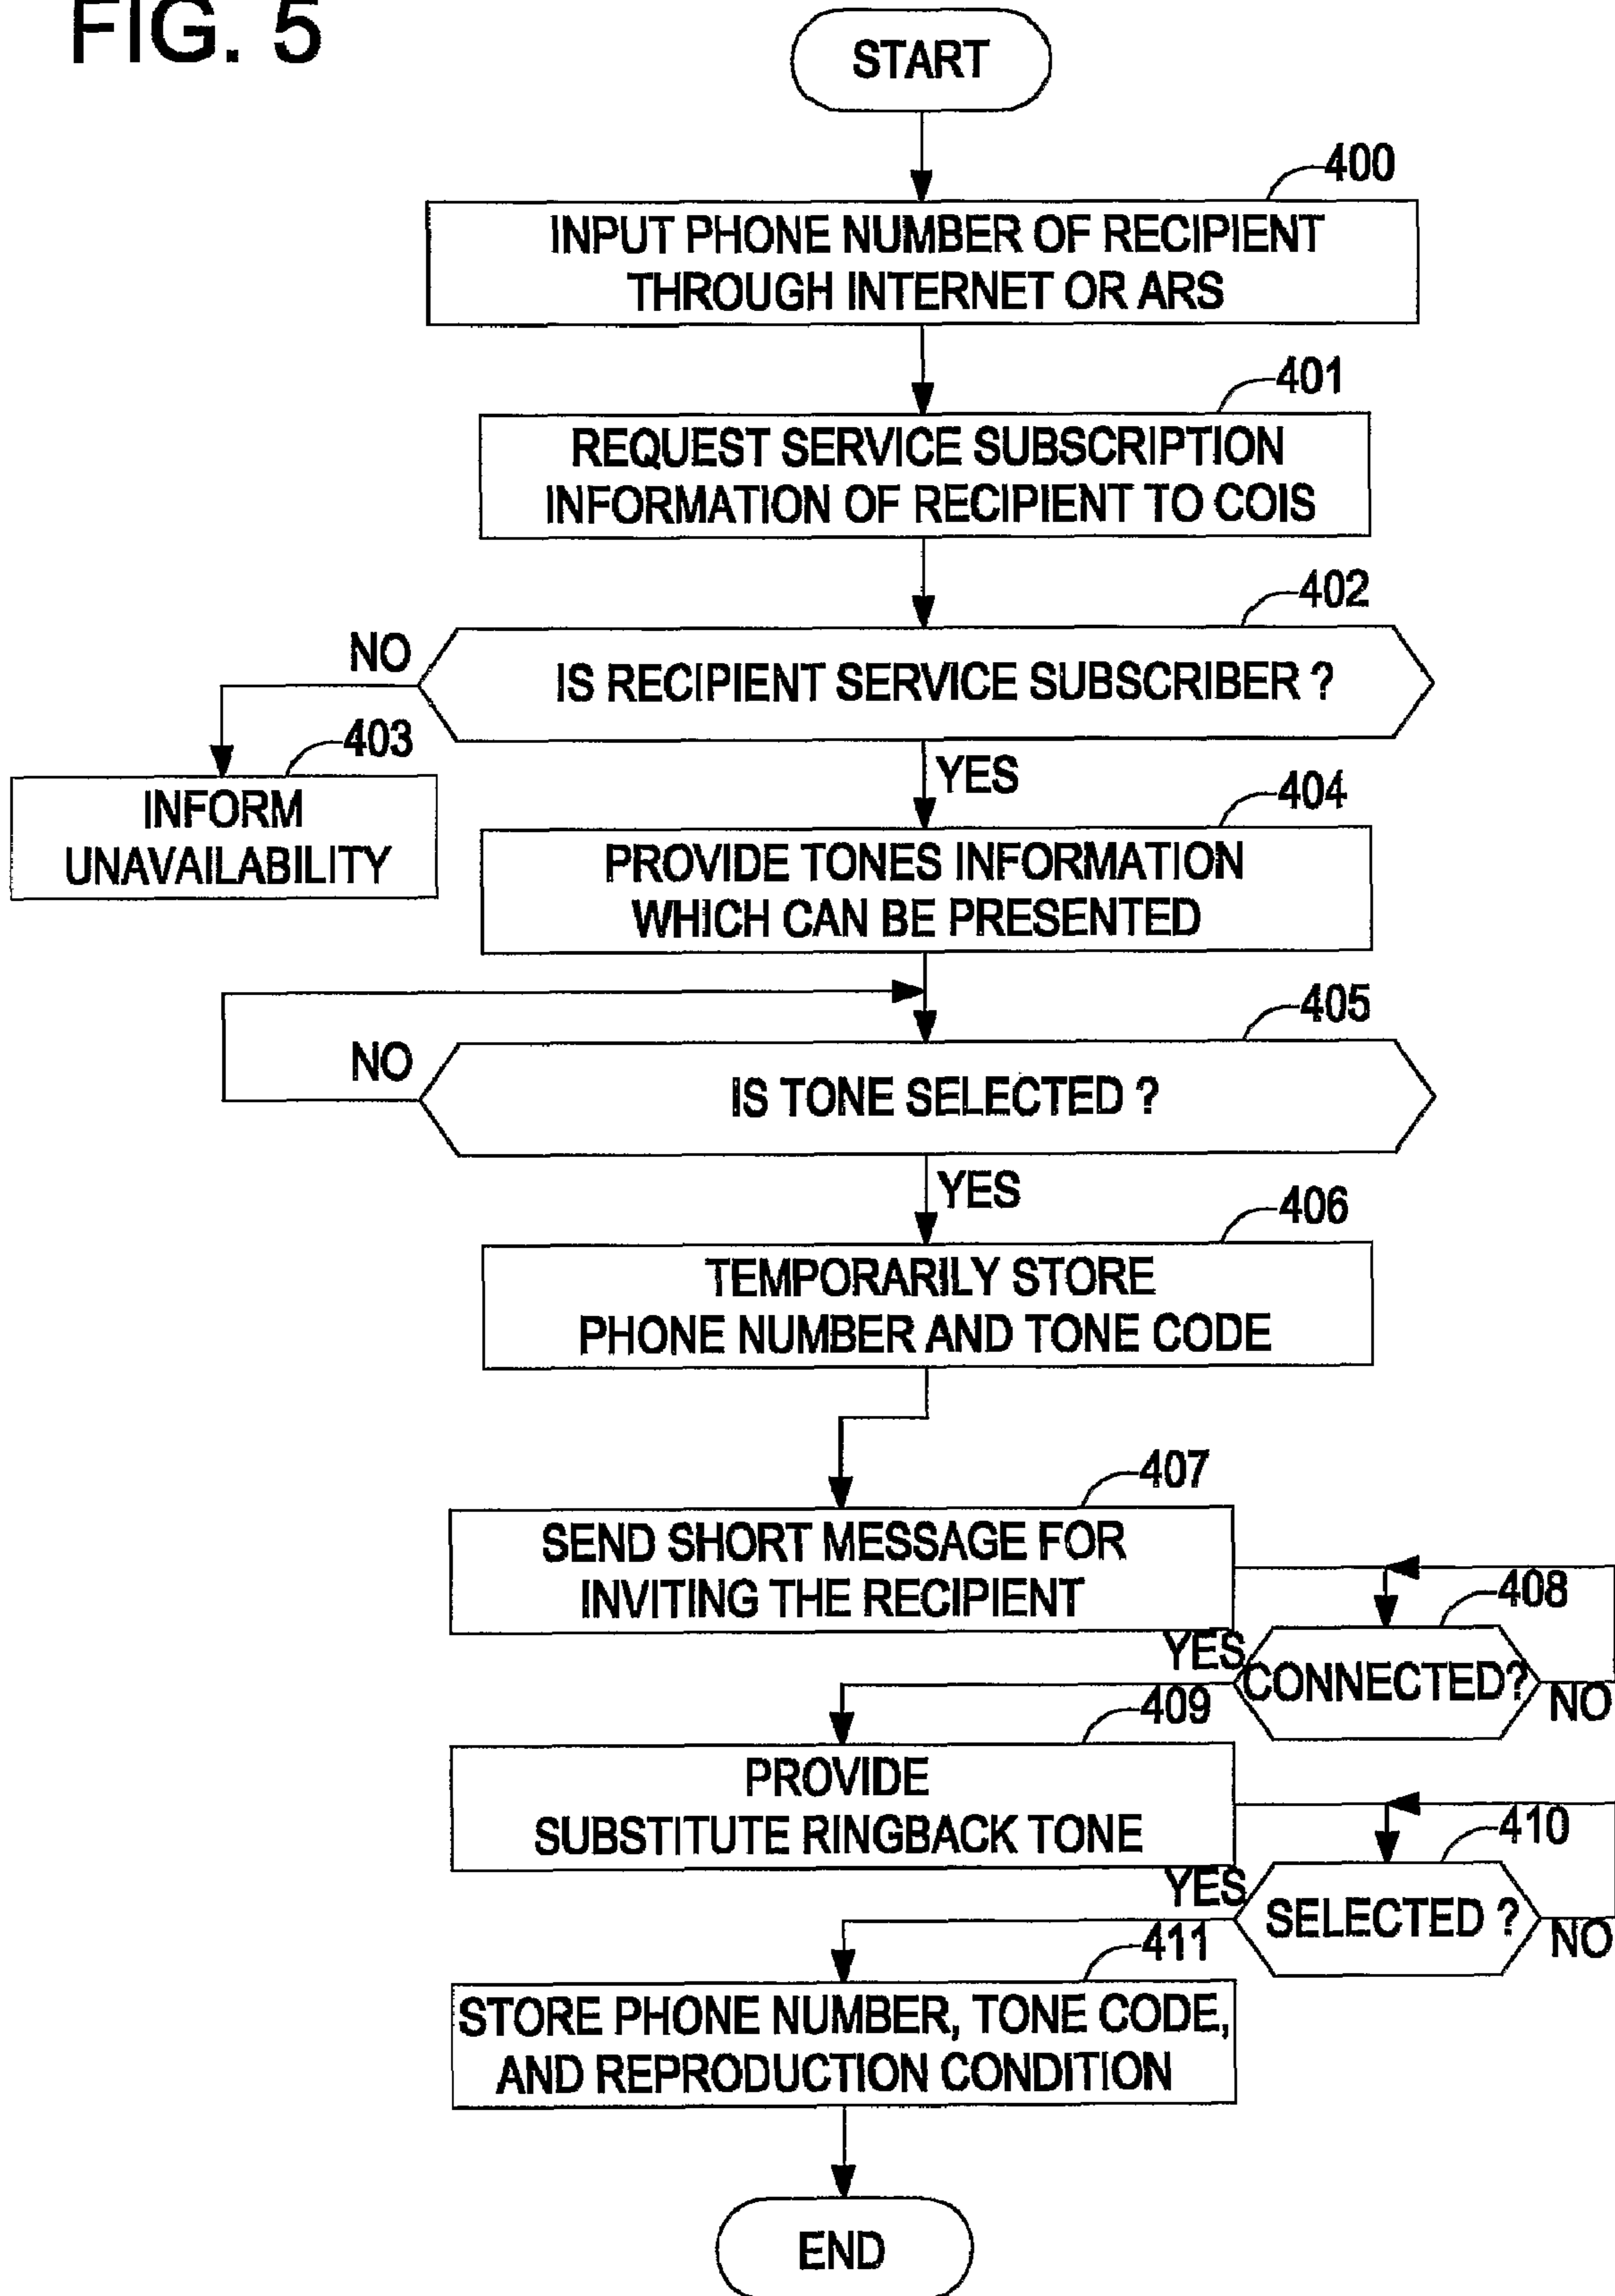 FIG. 5
START
400
INPUT PHONE NUMBER OF RECIPIENT
THROUGH INTERNET OR ARS
401
REQUEST SERVICE SUBSCRIPTION
INFORMATION OF RECIPIENT TO COIS
402
NO
IS RECIPIENT SERVICE SUBSCRIBER ?
403
INFORM
UNAVAILABILITY
YES
404
PROVIDE TONES INFORMATION
WHICH CAN BE PRESENTED
405
NO
IS TONE SELECTED ?
YES
406
TEMPORARILY STORE
PHONE NUMBER AND TONE CODE
407
SEND SHORT MESSAGE FOR
INVITING THE RECIPIENT
408
YES
CONNECTED?
NO
409
PROVIDE
SUBSTITUTE RINGBACK TONE
410
YES
SELECTED ?
NO
411
STORE PHONE NUMBER, TONE CODE,
AND REPRODUCTION CONDITION
END